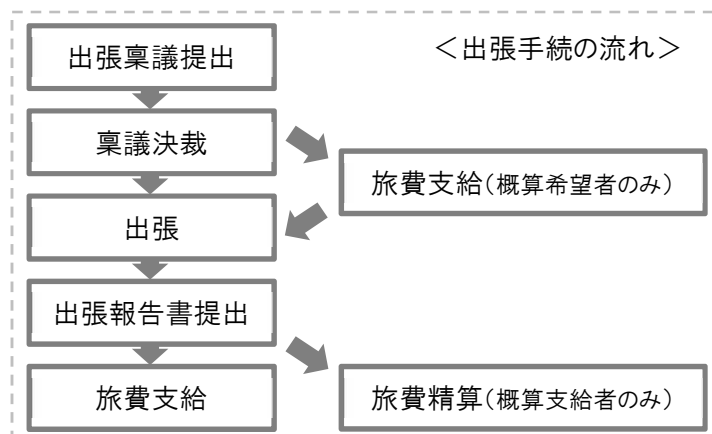 ＜出張手続の流れ＞
出張稟議提出
稟議決裁
旅費支給（概算希望者のみ）
出張
出張報告書提出
旅費支給
旅費精算（概算支給者のみ）